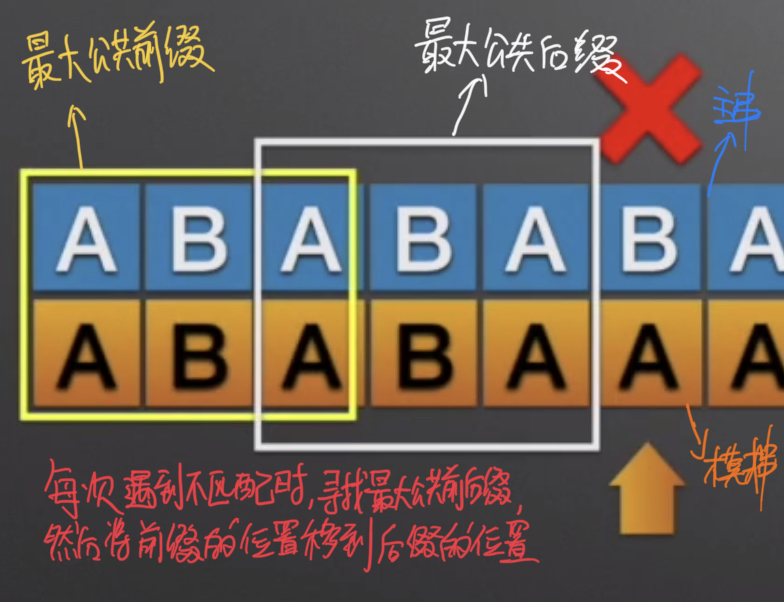 最大公共前缀
最大公共后缀
主串
A B A B A B A
A B A B A A A
模串
每次遇到不匹配时,寻找最大公共前后缀,
然后将前缀的位置移到后缀的位置